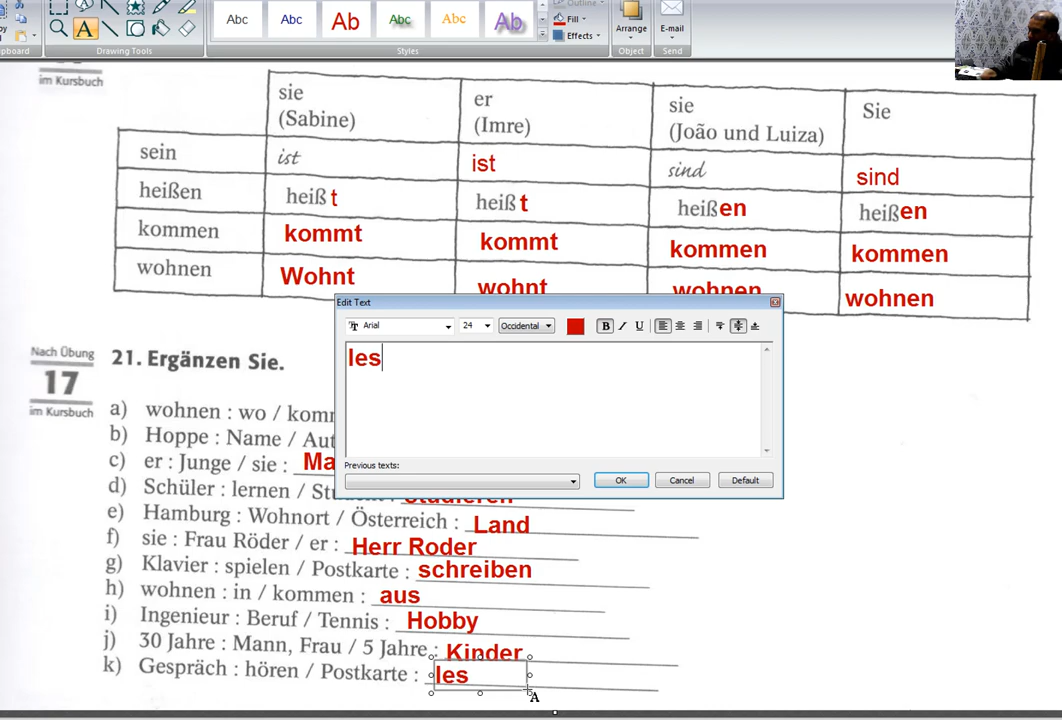 Abc Abc Ab Abc Abc Abc
Outline
Fill
Effects
Arrange
E-mail
Drawing Tools
Styles
Object
Send
im Kursbuch
sie er sie Sie
(Sabine) (Imre) (João und Luiza)
sein ist ist sind sind
heißen heißt heißt heißen heißen
kommen kommt kommt kommen kommen
wohnen Wohnt wohnt wohnen wohnen
Edit Text
Arial 24 Occidental B I U
les
Previous texts:
OK Cancel Default
Nach Übung
17
im Kursbuch
21. Ergänzen Sie.
a) wohnen : wo /
b) Hoppe : Name /
c) er : Junge / sie :
d) Schüler : lernen / studieren
e) Hamburg : Wohnort / Österreich : Land
f) sie : Frau Röder / er : Herr Roder
g) Klavier : spielen / Postkarte : schreiben
h) wohnen : in / kommen : aus
i) Ingenieur : Beruf / Tennis : Hobby
j) 30 Jahre : Mann, Frau / 5 Jahre : Kinder
k) Gespräch : hören / Postkarte : les
A